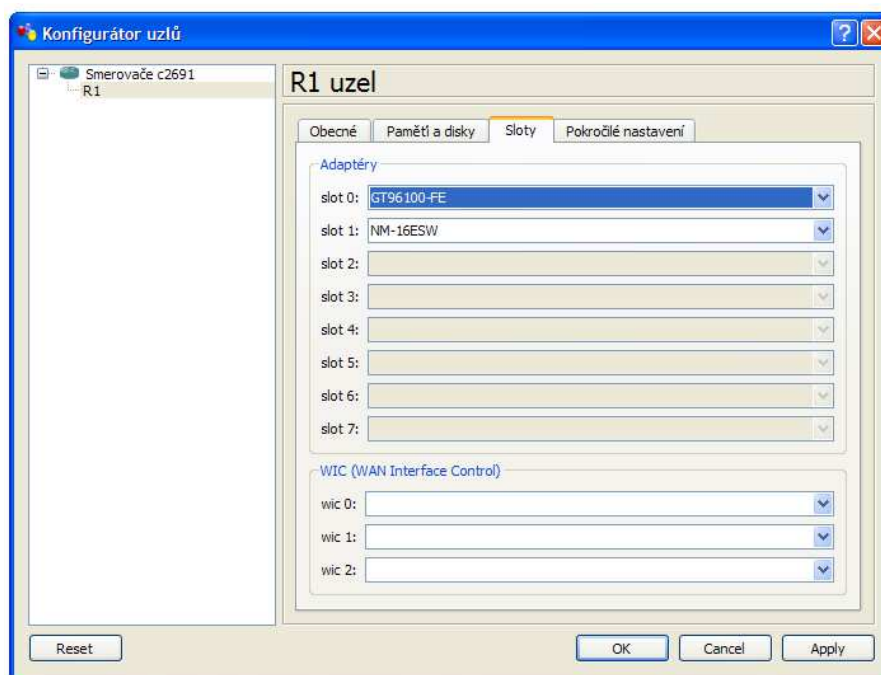 Konfigurátor uzlů
Smerovače c2691
R1
R1 uzel
Obecné Pamětí a disky Sloty Pokročilé nastavení
Adaptéry
slot 0: GT96100-FE
slot 1: NM-16ESW
slot 2:
slot 3:
slot 4:
slot 5:
slot 6:
slot 7:
WIC (WAN Interface Control)
wic 0:
wic 1:
wic 2:
Reset OK Cancel Apply